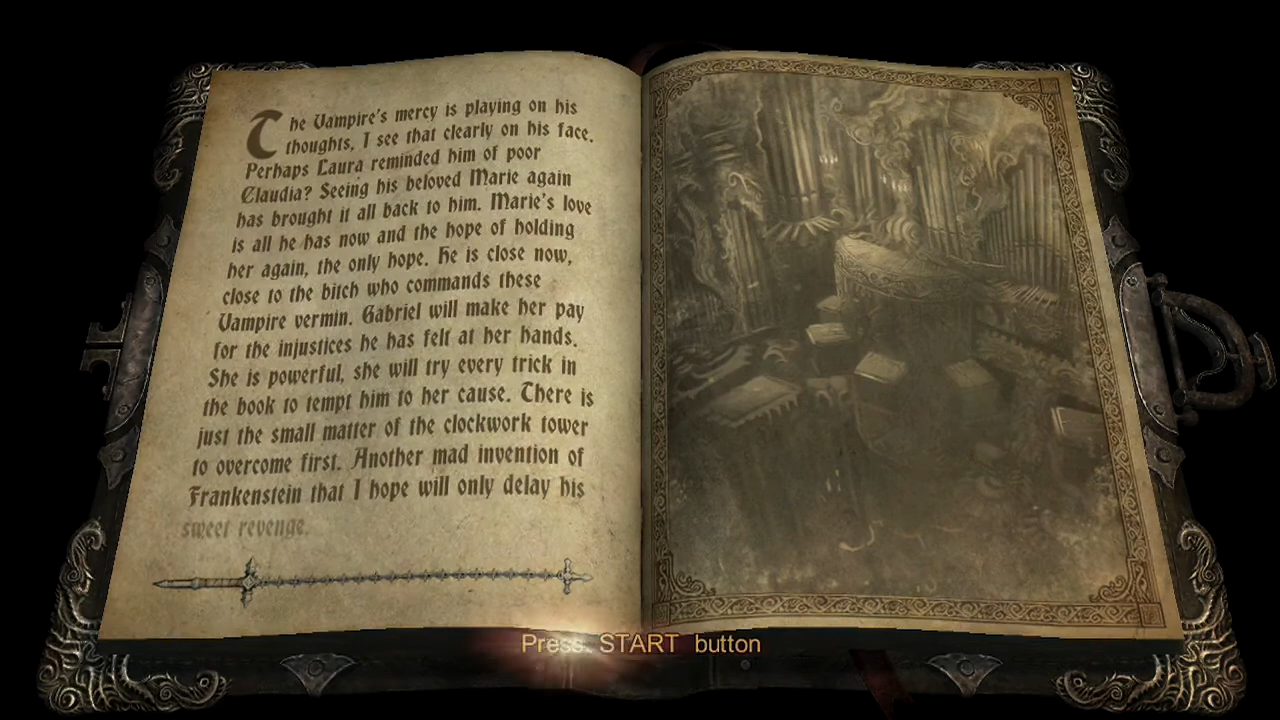 The Vampire's mercy is playing on his
thoughts, I see that clearly on his face.
Perhaps Laura reminded him of poor
Claudia? Seeing his beloved Marie again
has brought it all back to him. Marie's love
is all he has now and the hope of holding
her again, the only hope. He is close now,
close to the bitch who commands these
Vampire vermin. Gabriel will make her pay
for the injustices he has felt at her hands.
She is powerful, she will try every trick in
the book to tempt him to her cause. There is
just the small matter of the clockwork tower
to overcome first. Another mad invention of
Frankenstein that I hope will only delay his
sweet revenge.
Press START button